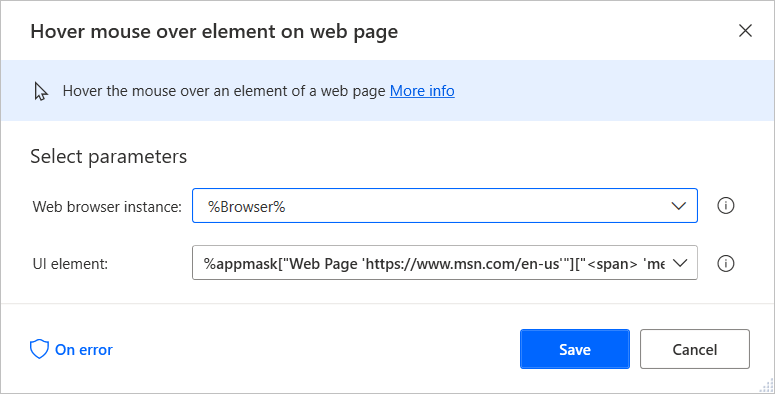 Hover mouse over element on web page
Hover the mouse over an element of a web page More info
Select parameters
Web browser instance: %Browser%
UI element: %appmask["Web Page 'https://www.msn.com/en-us'"]["<span> 'me
On error Save Cancel